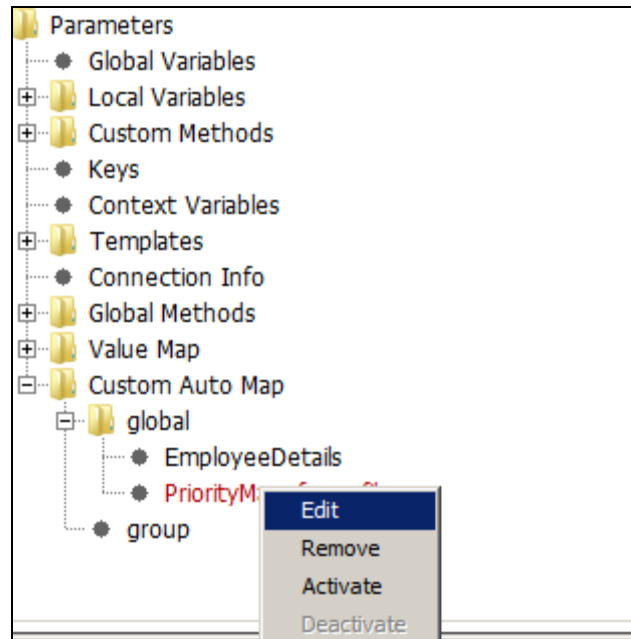 Parameters
Global Variables
Local Variables
Custom Methods
Keys
Context Variables
Templates
Connection Info
Global Methods
Value Map
Custom Auto Map
global
EmployeeDetails
group
Edit
Remove
Activate
Deactivate